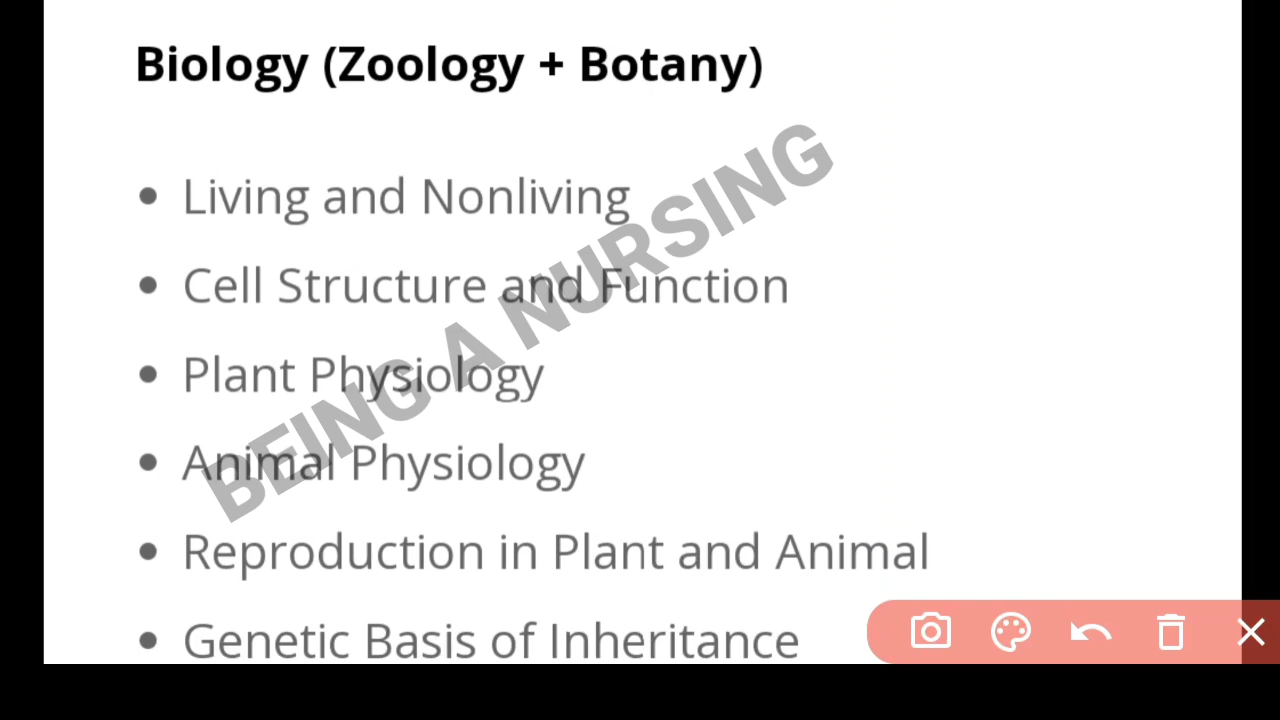 Biology (Zoology + Botany)
• Living and Nonliving
• Cell Structure and Function
• Plant Physiology
• Animal Physiology
• Reproduction in Plant and Animal
• Genetic Basis of Inheritance
BEING A NURSING